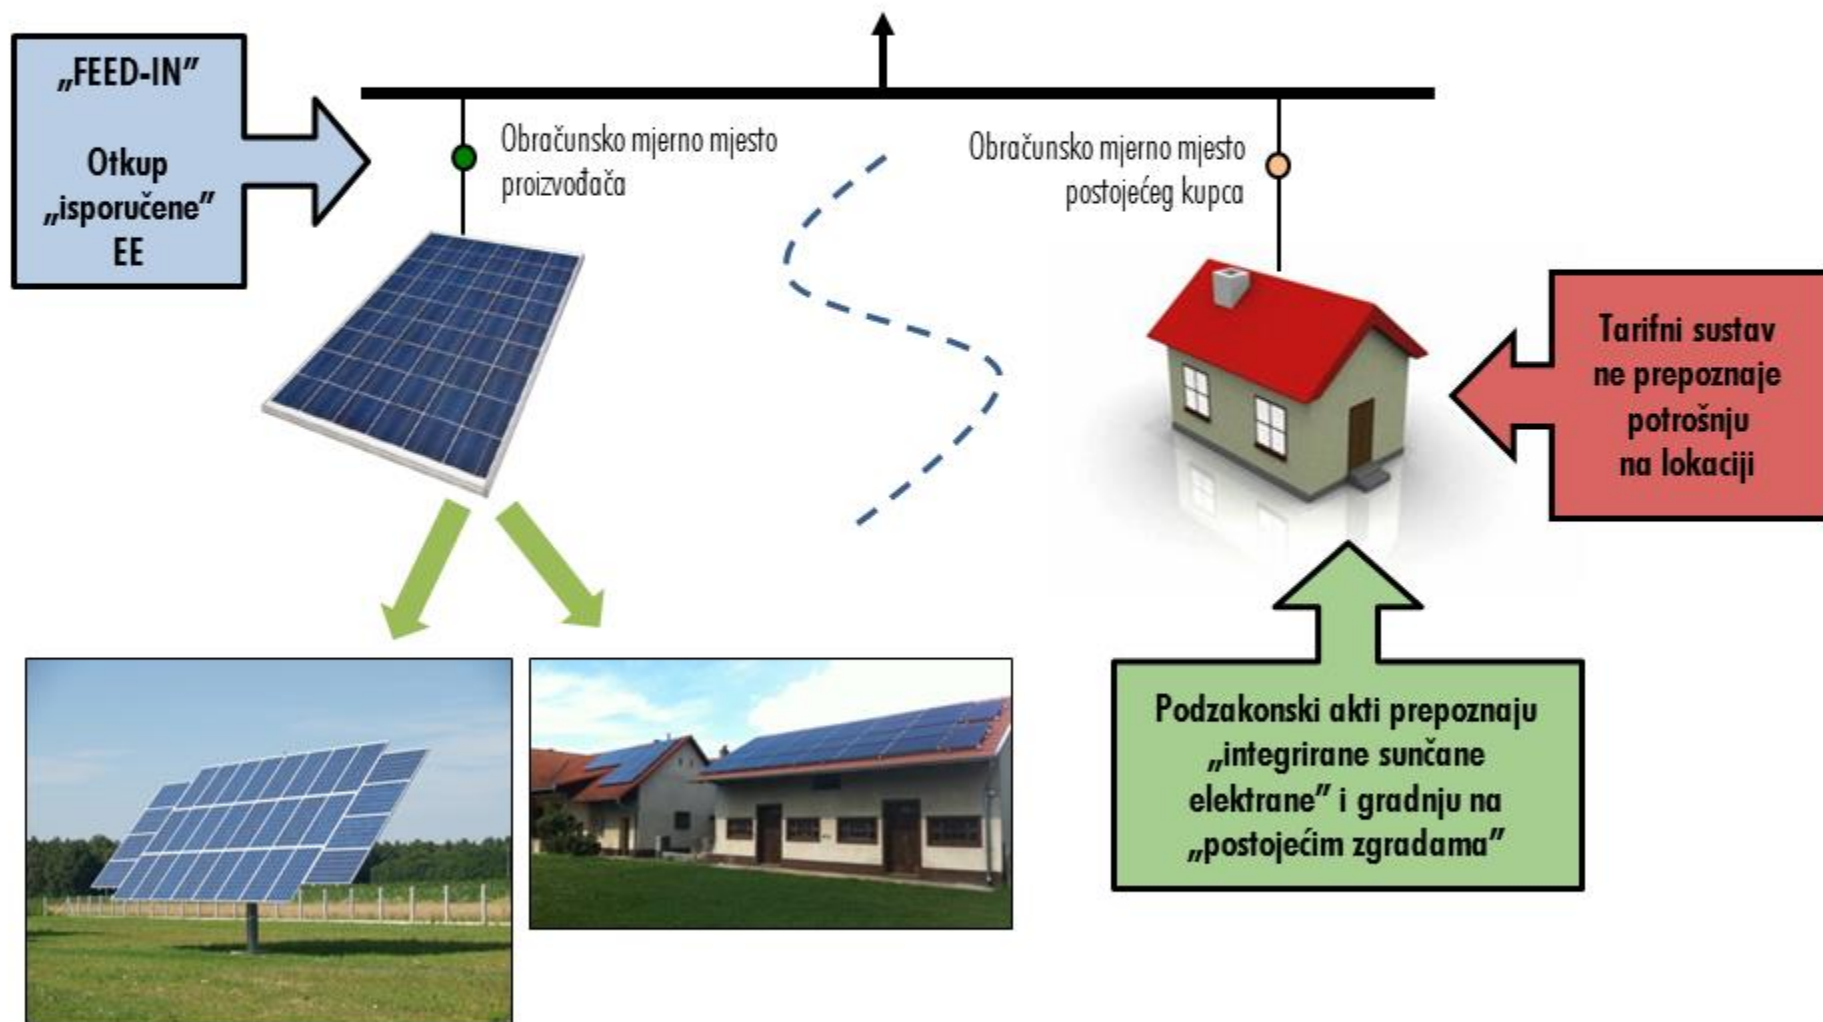 „FEED-IN”
Otkup
„isporučene”
EE
Obračunsko mjerno mjesto
proizvođača
Obračunsko mjerno mjesto
postojećeg kupca
Tarifni sustav
ne prepoznaje
potrošnju
na lokaciji
Podzakonski akti prepoznaju
„integrirane sunčane
elektrane” i gradnju na
„postojećim zgradama”